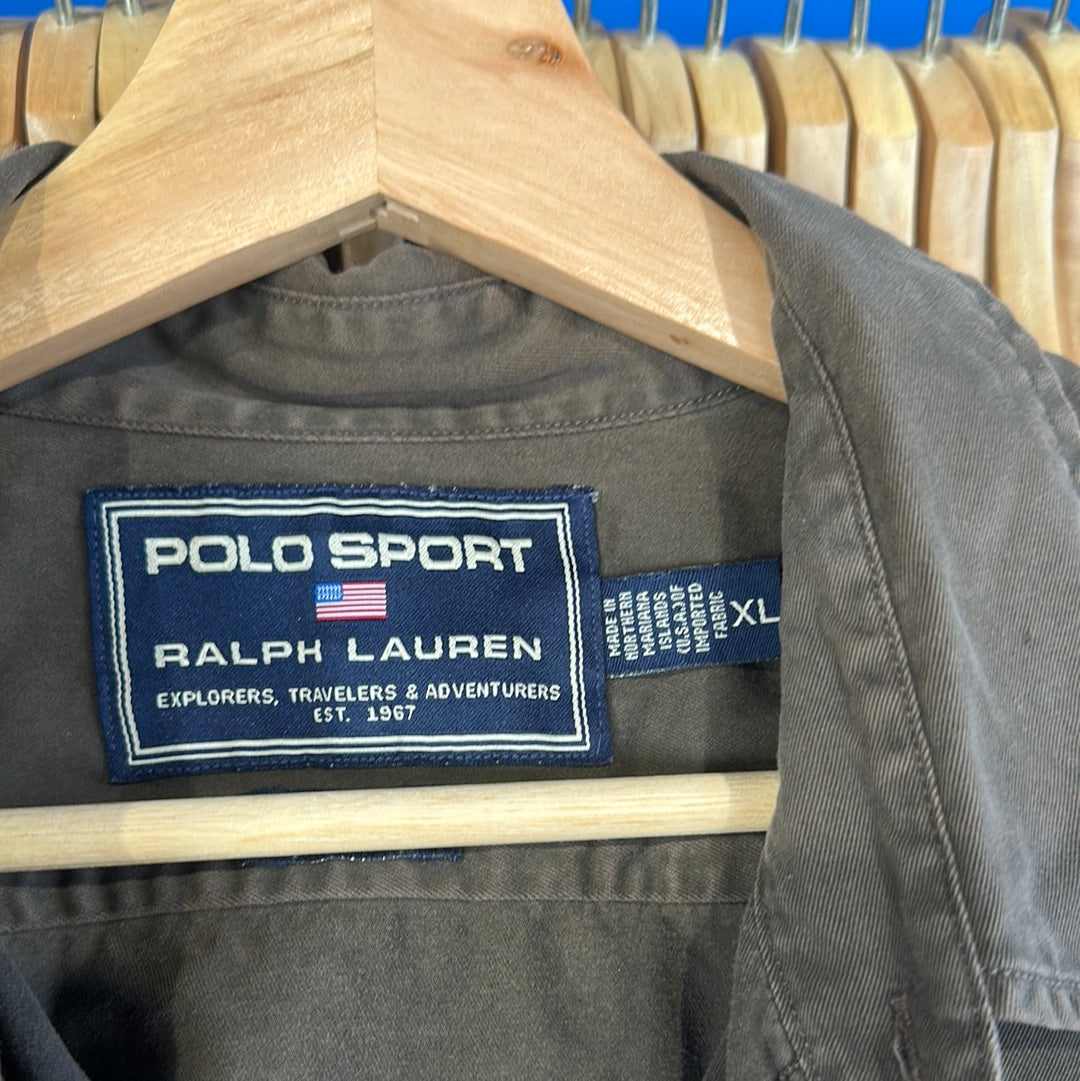 POLO SPORT
RALPH LAUREN
EXPLORERS, TRAVELERS & ADVENTURERS
EST. 1967
MADE IN
NORTHERN
MARIANA
ISLANDS
(U.S.A.) OF
IMPORTED
FABRIC
XL